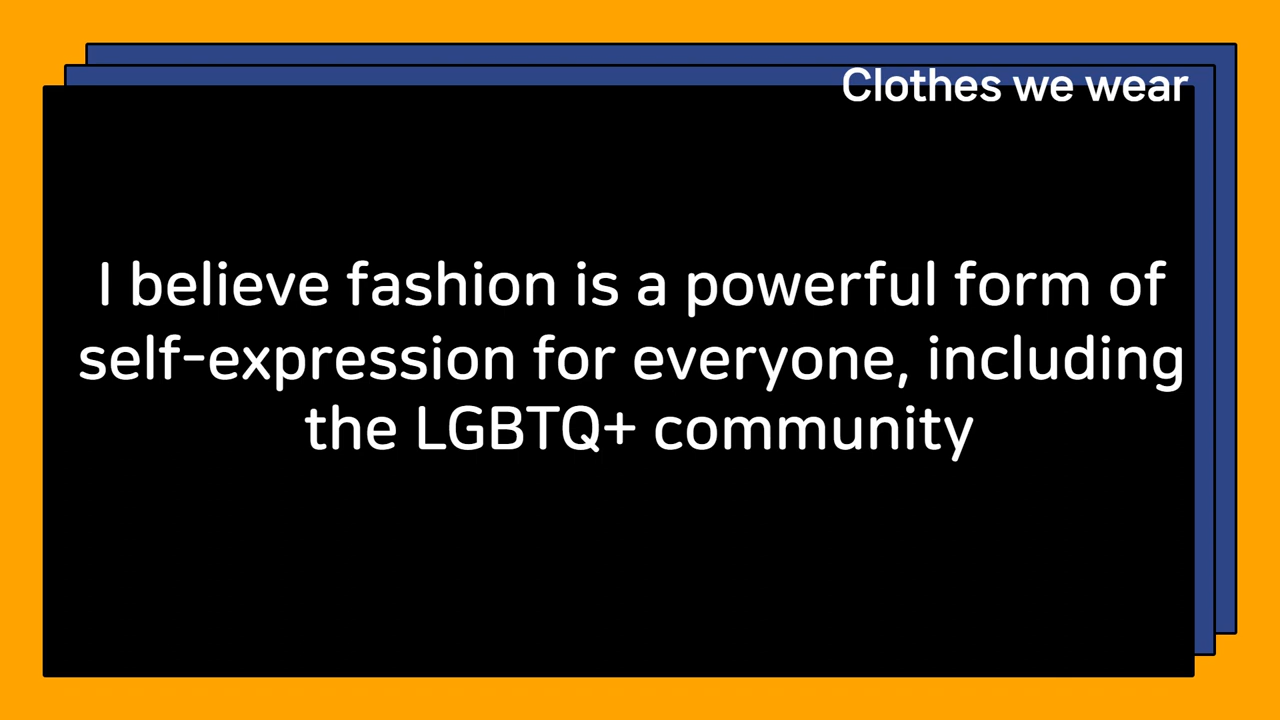 Clothes we wear
I believe fashion is a powerful form of
self-expression for everyone, including
the LGBTQ+ community